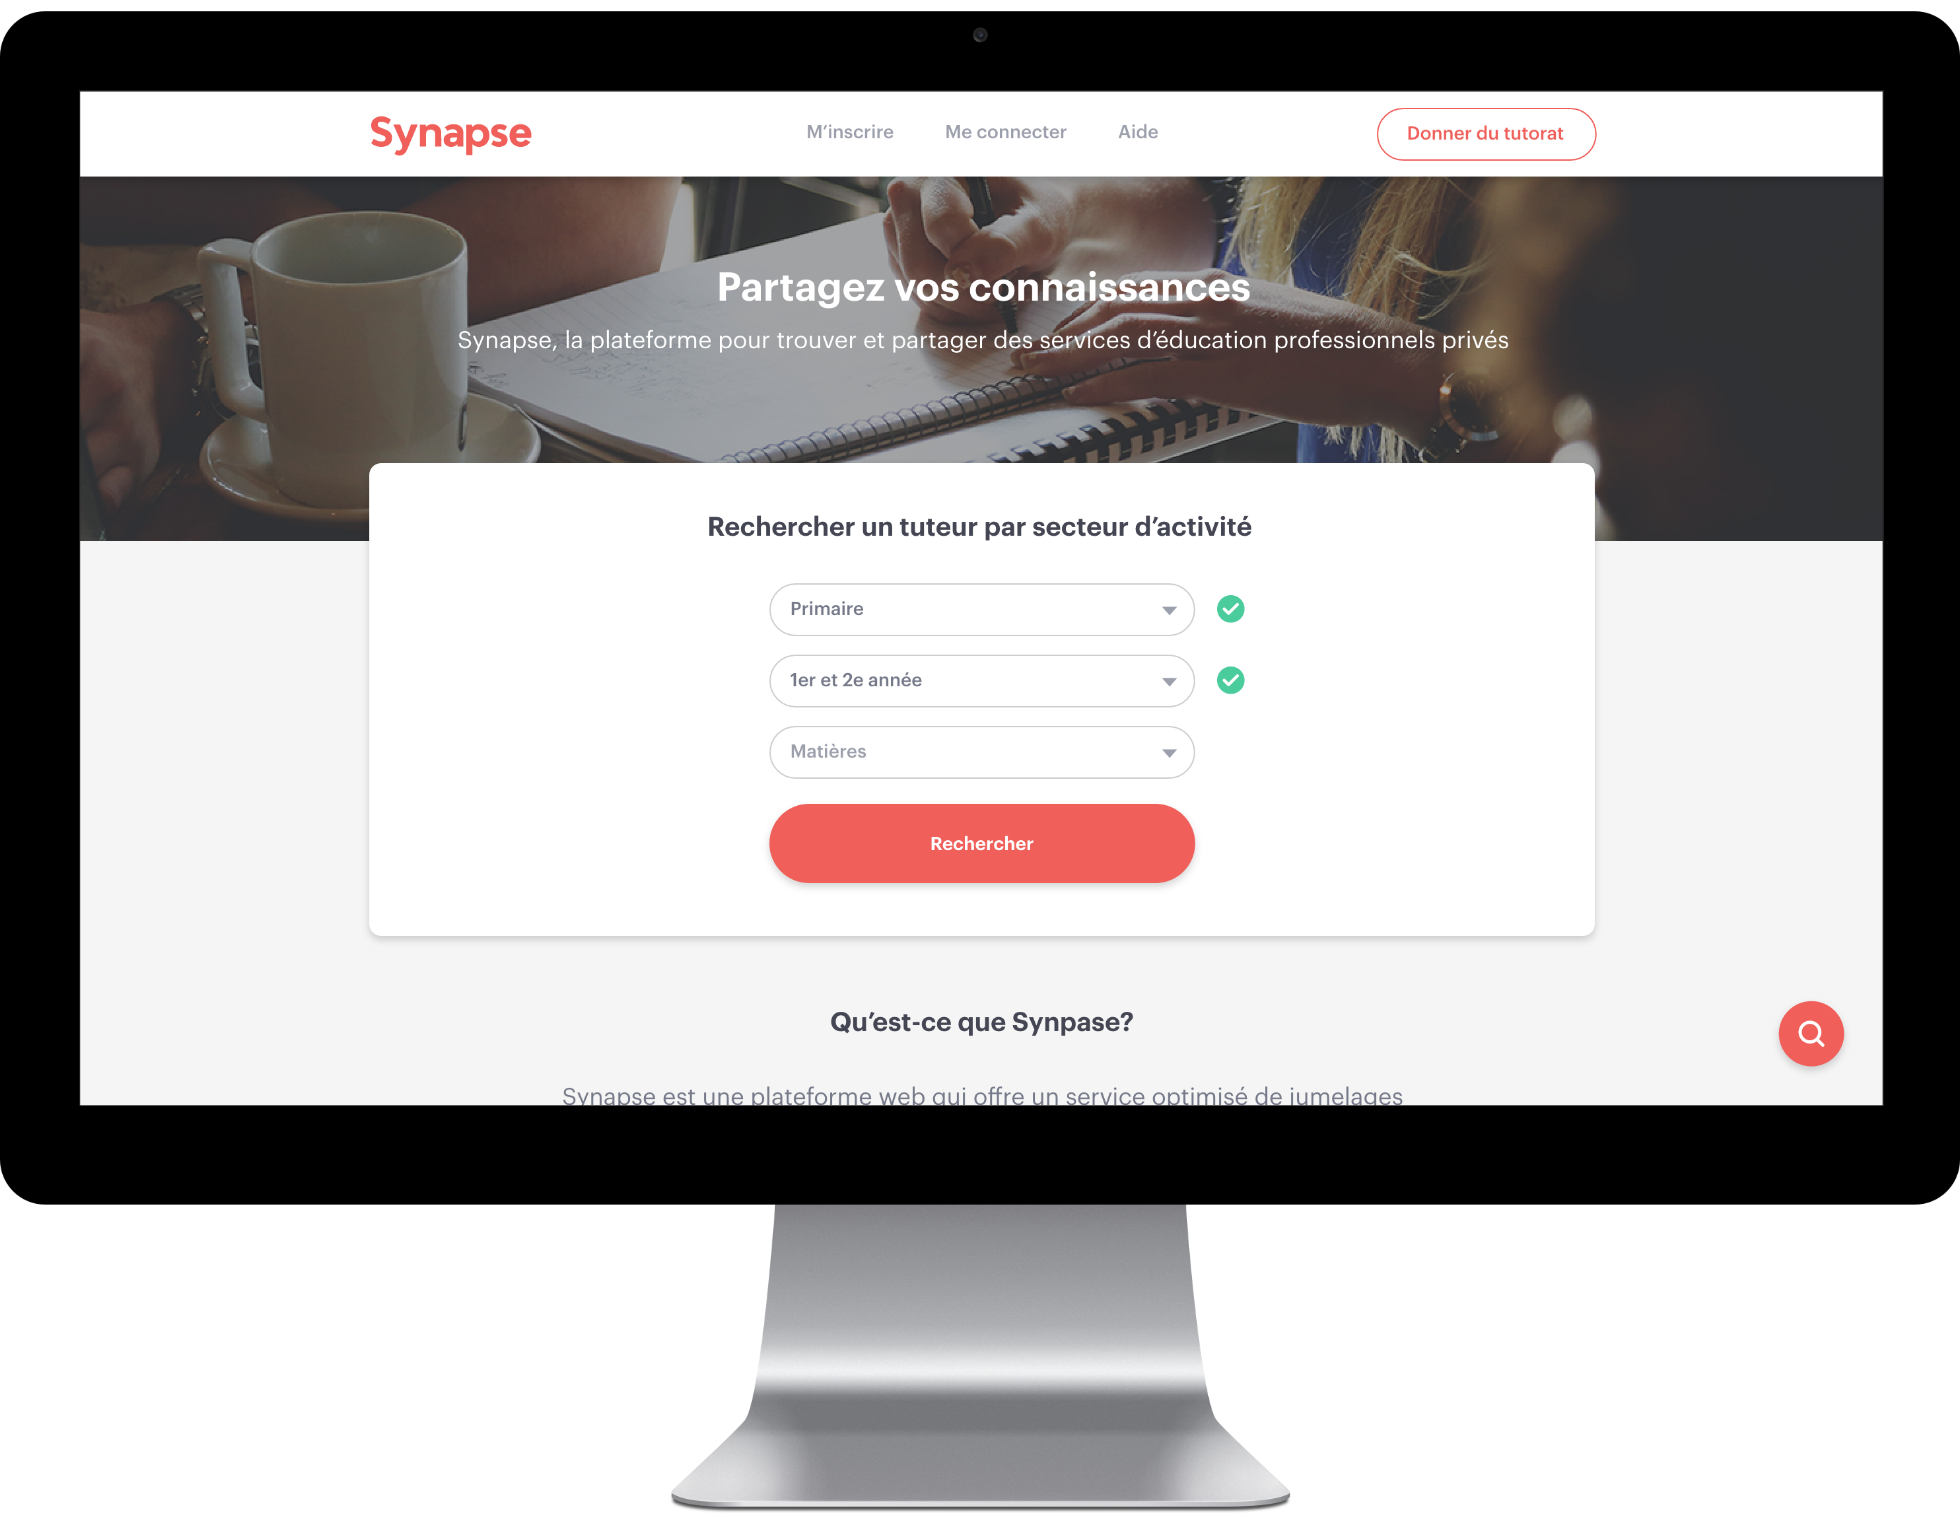 Synapse
M’inscrire
Me connecter
Aide
Donner du tutorat
Partagez vos connaissances
Synapse, la plateforme pour trouver et partager des services d’éducation professionnels privés
Rechercher un tuteur par secteur d’activité
Primaire
1er et 2e année
Matières
Rechercher
Qu’est-ce que Synpase?
Synapse est une plateforme web qui offre un service optimisé de jumelages